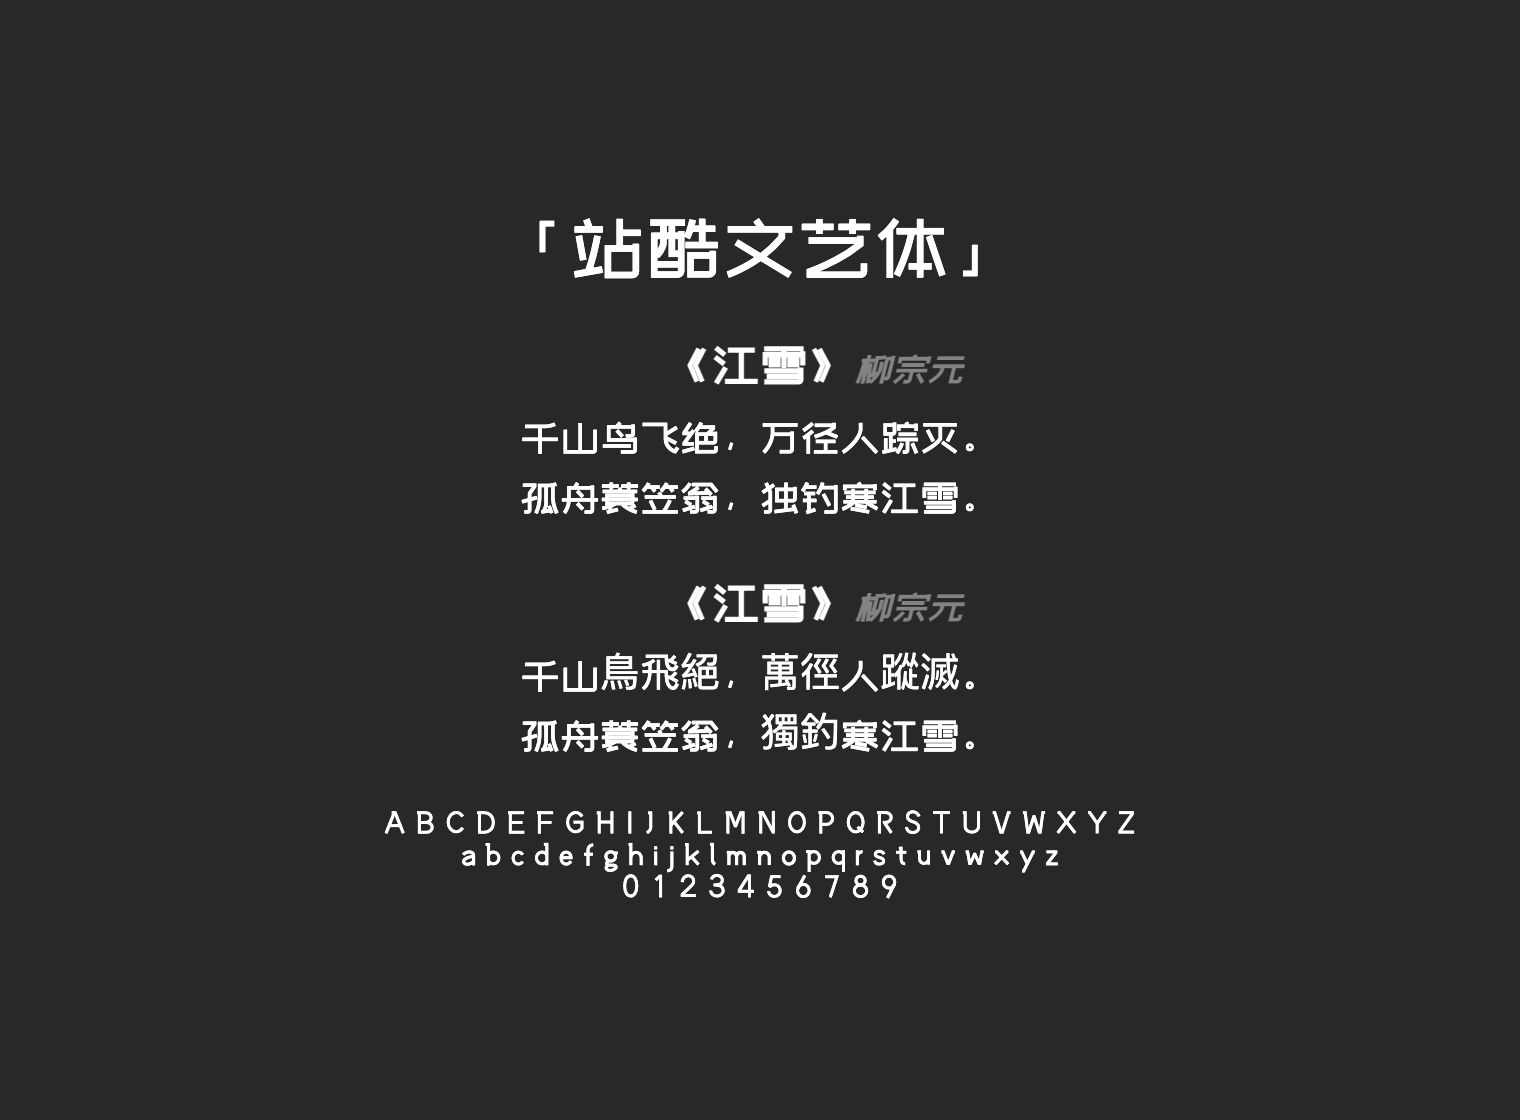 「站酷文艺体」
《江雪》柳宗元
千山鸟飞绝，万径人踪灭。
孤舟蓑笠翁，独钓寒江雪。
《江雪》柳宗元
千山鳥飛絕，萬徑人蹤滅。
孤舟蓑笠翁，獨釣寒江雪。
A B C D E F G H I J K L M N O P Q R S T U V W X Y Z
a b c d e f g h i j k l m n o p q r s t u v w x y z
0 1 2 3 4 5 6 7 8 9